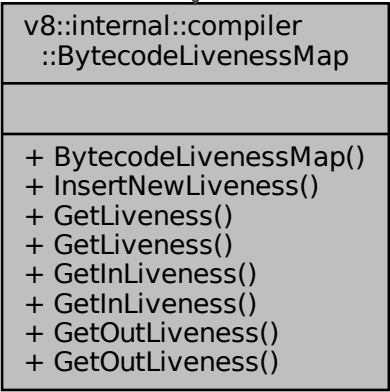 v8::internal::compiler
::BytecodeLivenessMap
+ BytecodeLivenessMap()
+ InsertNewLiveness()
+ GetLiveness()
+ GetLiveness()
+ GetInLiveness()
+ GetInLiveness()
+ GetOutLiveness()
+ GetOutLiveness()